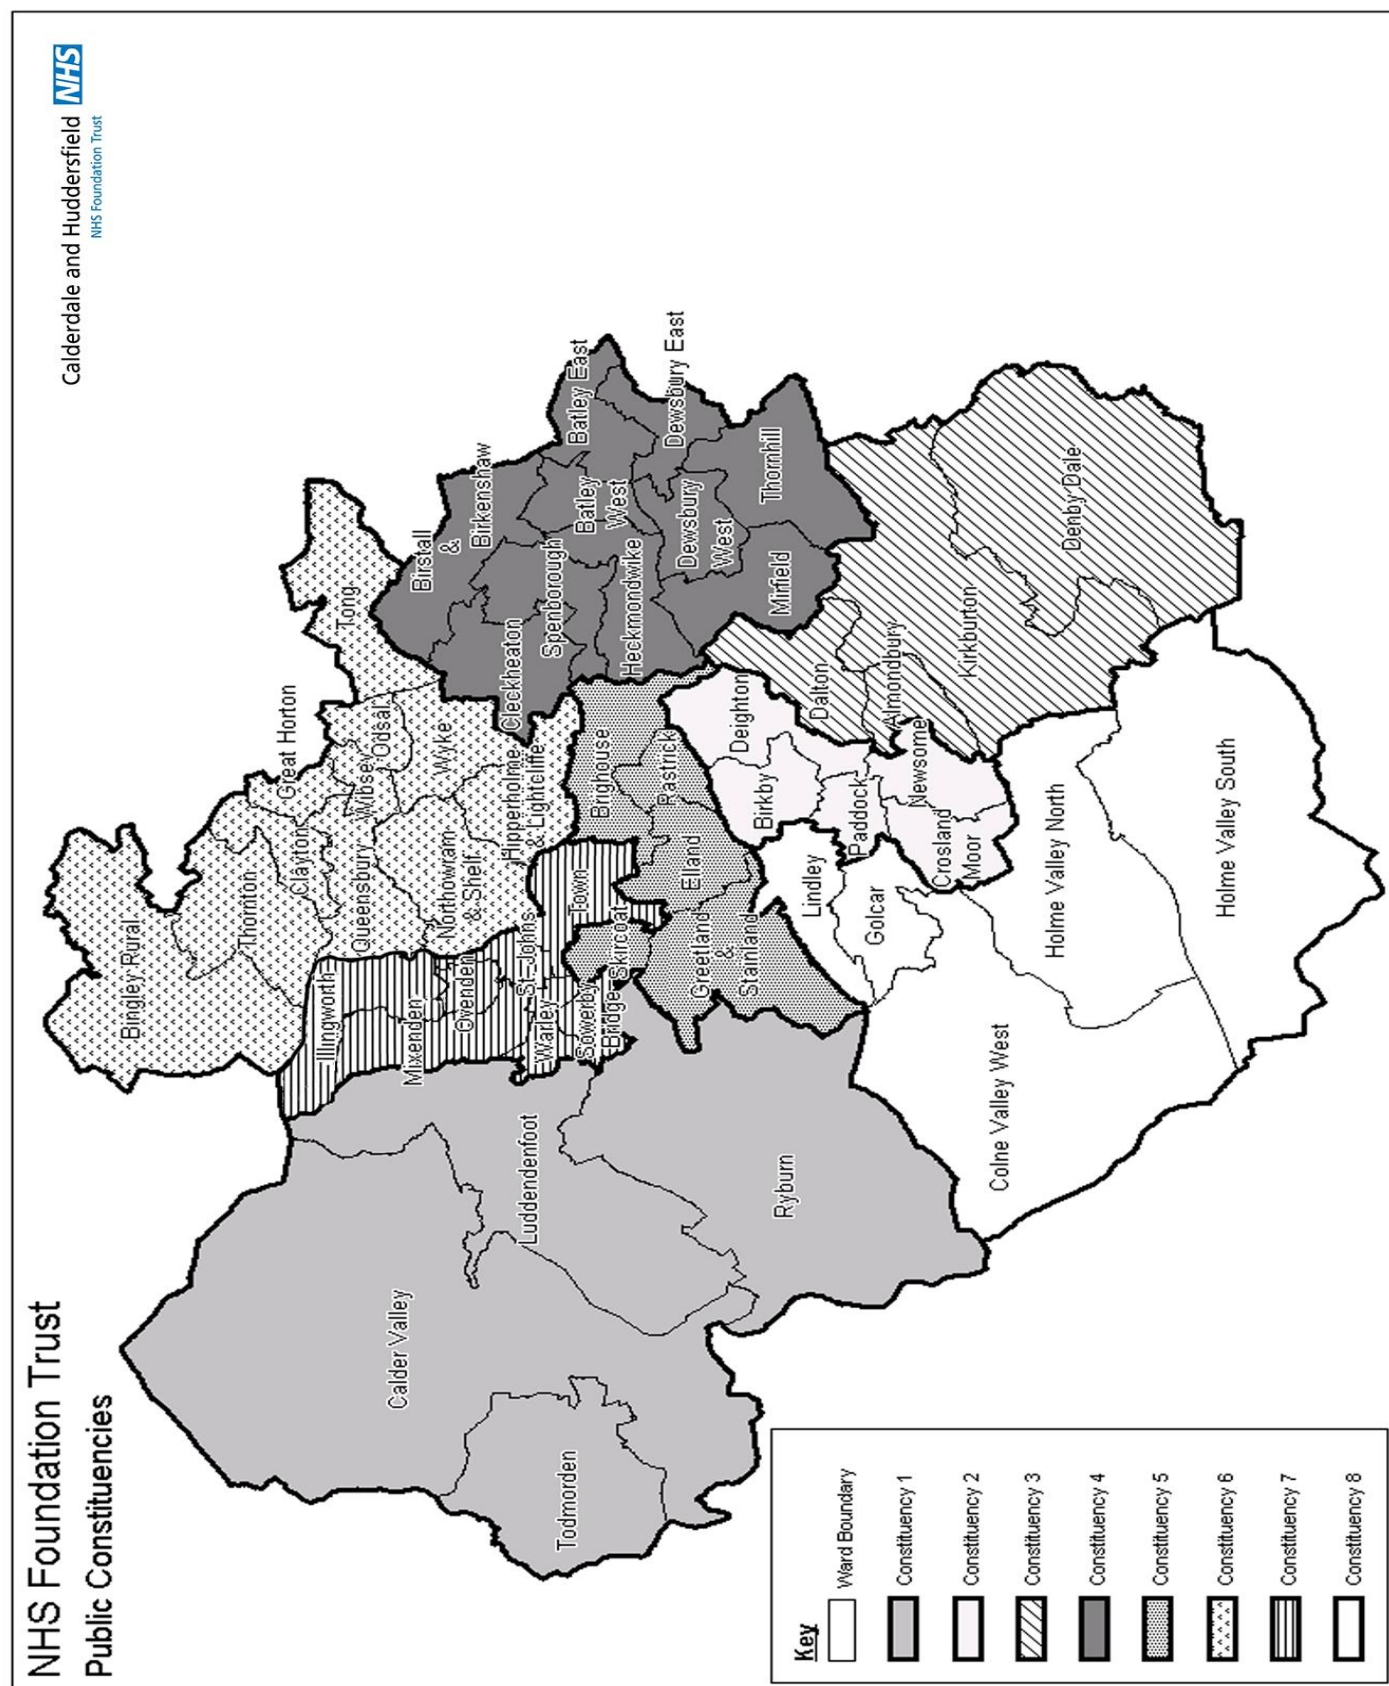 NHS Foundation Trust
Public Constituencies
Calderdale and Huddersfield NHS
NHS Foundation Trust
Bingley Rural
Thornton
Clayton
Great Horton
Queensbury
Wibsey
Odsal
Tong
Wyke
Northowram
& Shelf
Hipperholme
& Lightcliffe
Illingworth
Mixenden
Ovenden
St. Johns
Warley
Town
Sowerby
Bridge
Skircoat
Birstall
&
Birkenshaw
Cleckheaton
Spenborough
Heckmondwike
Batley East
Batley
West
Dewsbury East
Dewsbury
West
Thornhill
Mirfield
Brighouse
Rastrick
Elland
Greetland
&
Stainland
Deighton
Birkby
Paddock
Newsome
Crosland
Moor
Dalton
Almondbury
Kirkburton
Denby Dale
Lindley
Golcar
Holme Valley North
Holme Valley South
Colne Valley West
Calder Valley
Luddendenfoot
Ryburn
Todmorden
Key
Ward Boundary
Constituency 1
Constituency 2
Constituency 3
Constituency 4
Constituency 5
Constituency 6
Constituency 7
Constituency 8